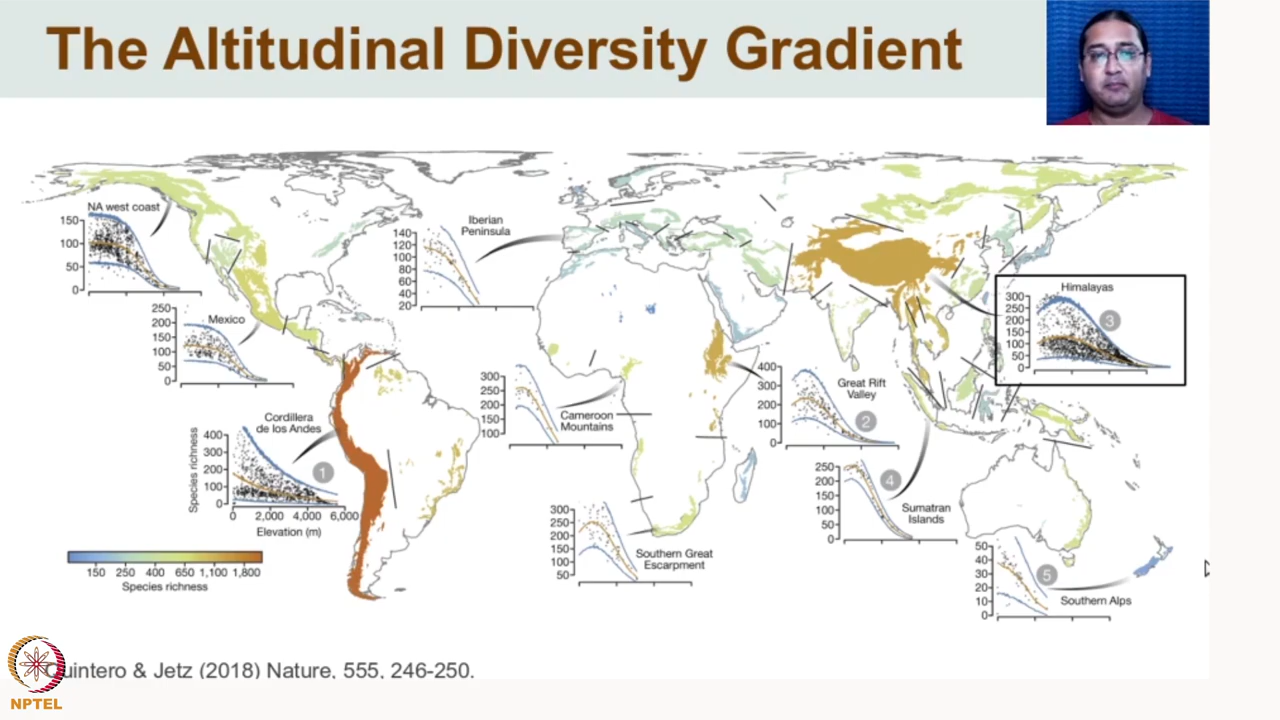 The Altitudinal Diversity Gradient
NA west coast
150
100
50
0
Iberian
Peninsula
140
120
100
80
60
40
20
Mexico
250
200
150
100
50
0
Himalayas
300
250
200
150
100
50
0
3
Cordillera
de los Andes
Species richness
400
300
200
100
0
1
0 2,000 4,000 6,000
Elevation (m)
Cameroon
Mountains
300
250
200
150
100
Great Rift
Valley
400
300
200
100
0
2
Sumatran
Islands
250
200
150
100
50
0
4
Southern Great
Escarpment
300
250
200
150
100
50
Southern Alps
50
40
30
20
10
0
5
150 250 400 650 1,100 1,800
Species richness
Quintero & Jetz (2018) Nature, 555, 246-250.
NPTEL